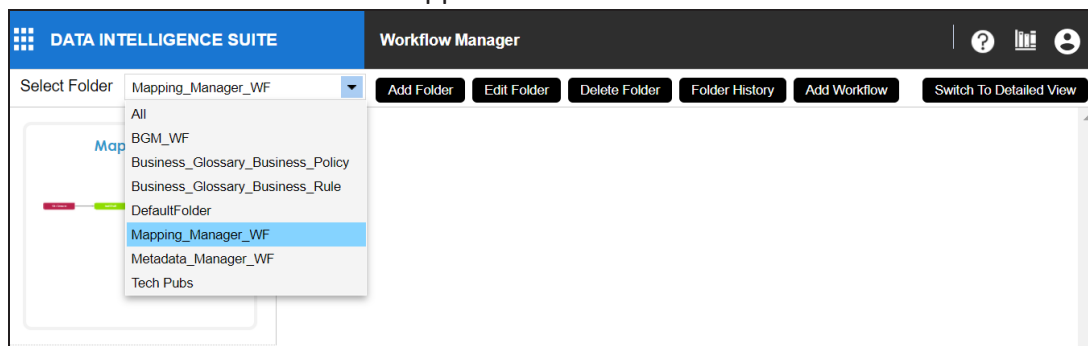 DATA INTELLIGENCE SUITE
Workflow Manager
Select Folder Mapping_Manager_WF
Add Folder Edit Folder Delete Folder Folder History Add Workflow Switch To Detailed View
All
BGM_WF
Business_Glossary_Business_Policy
Business_Glossary_Business_Rule
DefaultFolder
Mapping_Manager_WF
Metadata_Manager_WF
Tech Pubs
Map